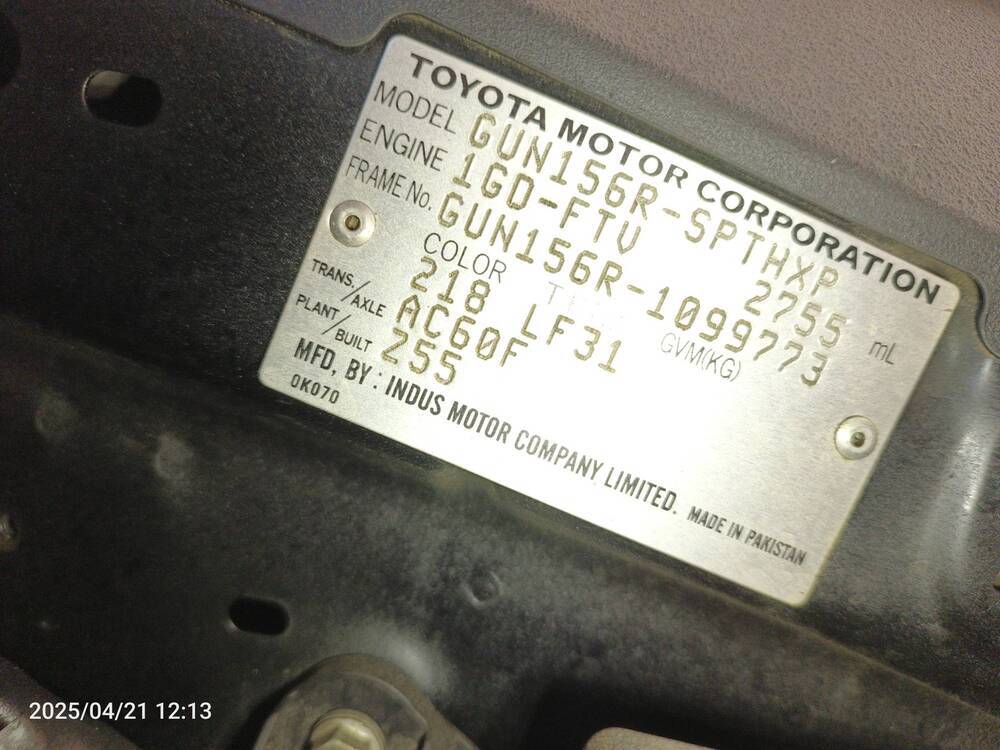 TOYOTA MOTOR CORPORATION
MODEL GUN156R-SPTHXP
ENGINE 1GD-FTV 2755 mL
FRAME No. GUN156R-1099773
COLOR GVM(KG)
218 LF31
TRANS./AXLE AC60F
PLANT/BUILT Z55
MFD, BY : INDUS MOTOR COMPANY LIMITED. MADE IN PAKISTAN
0K070
2025/04/21 12:13